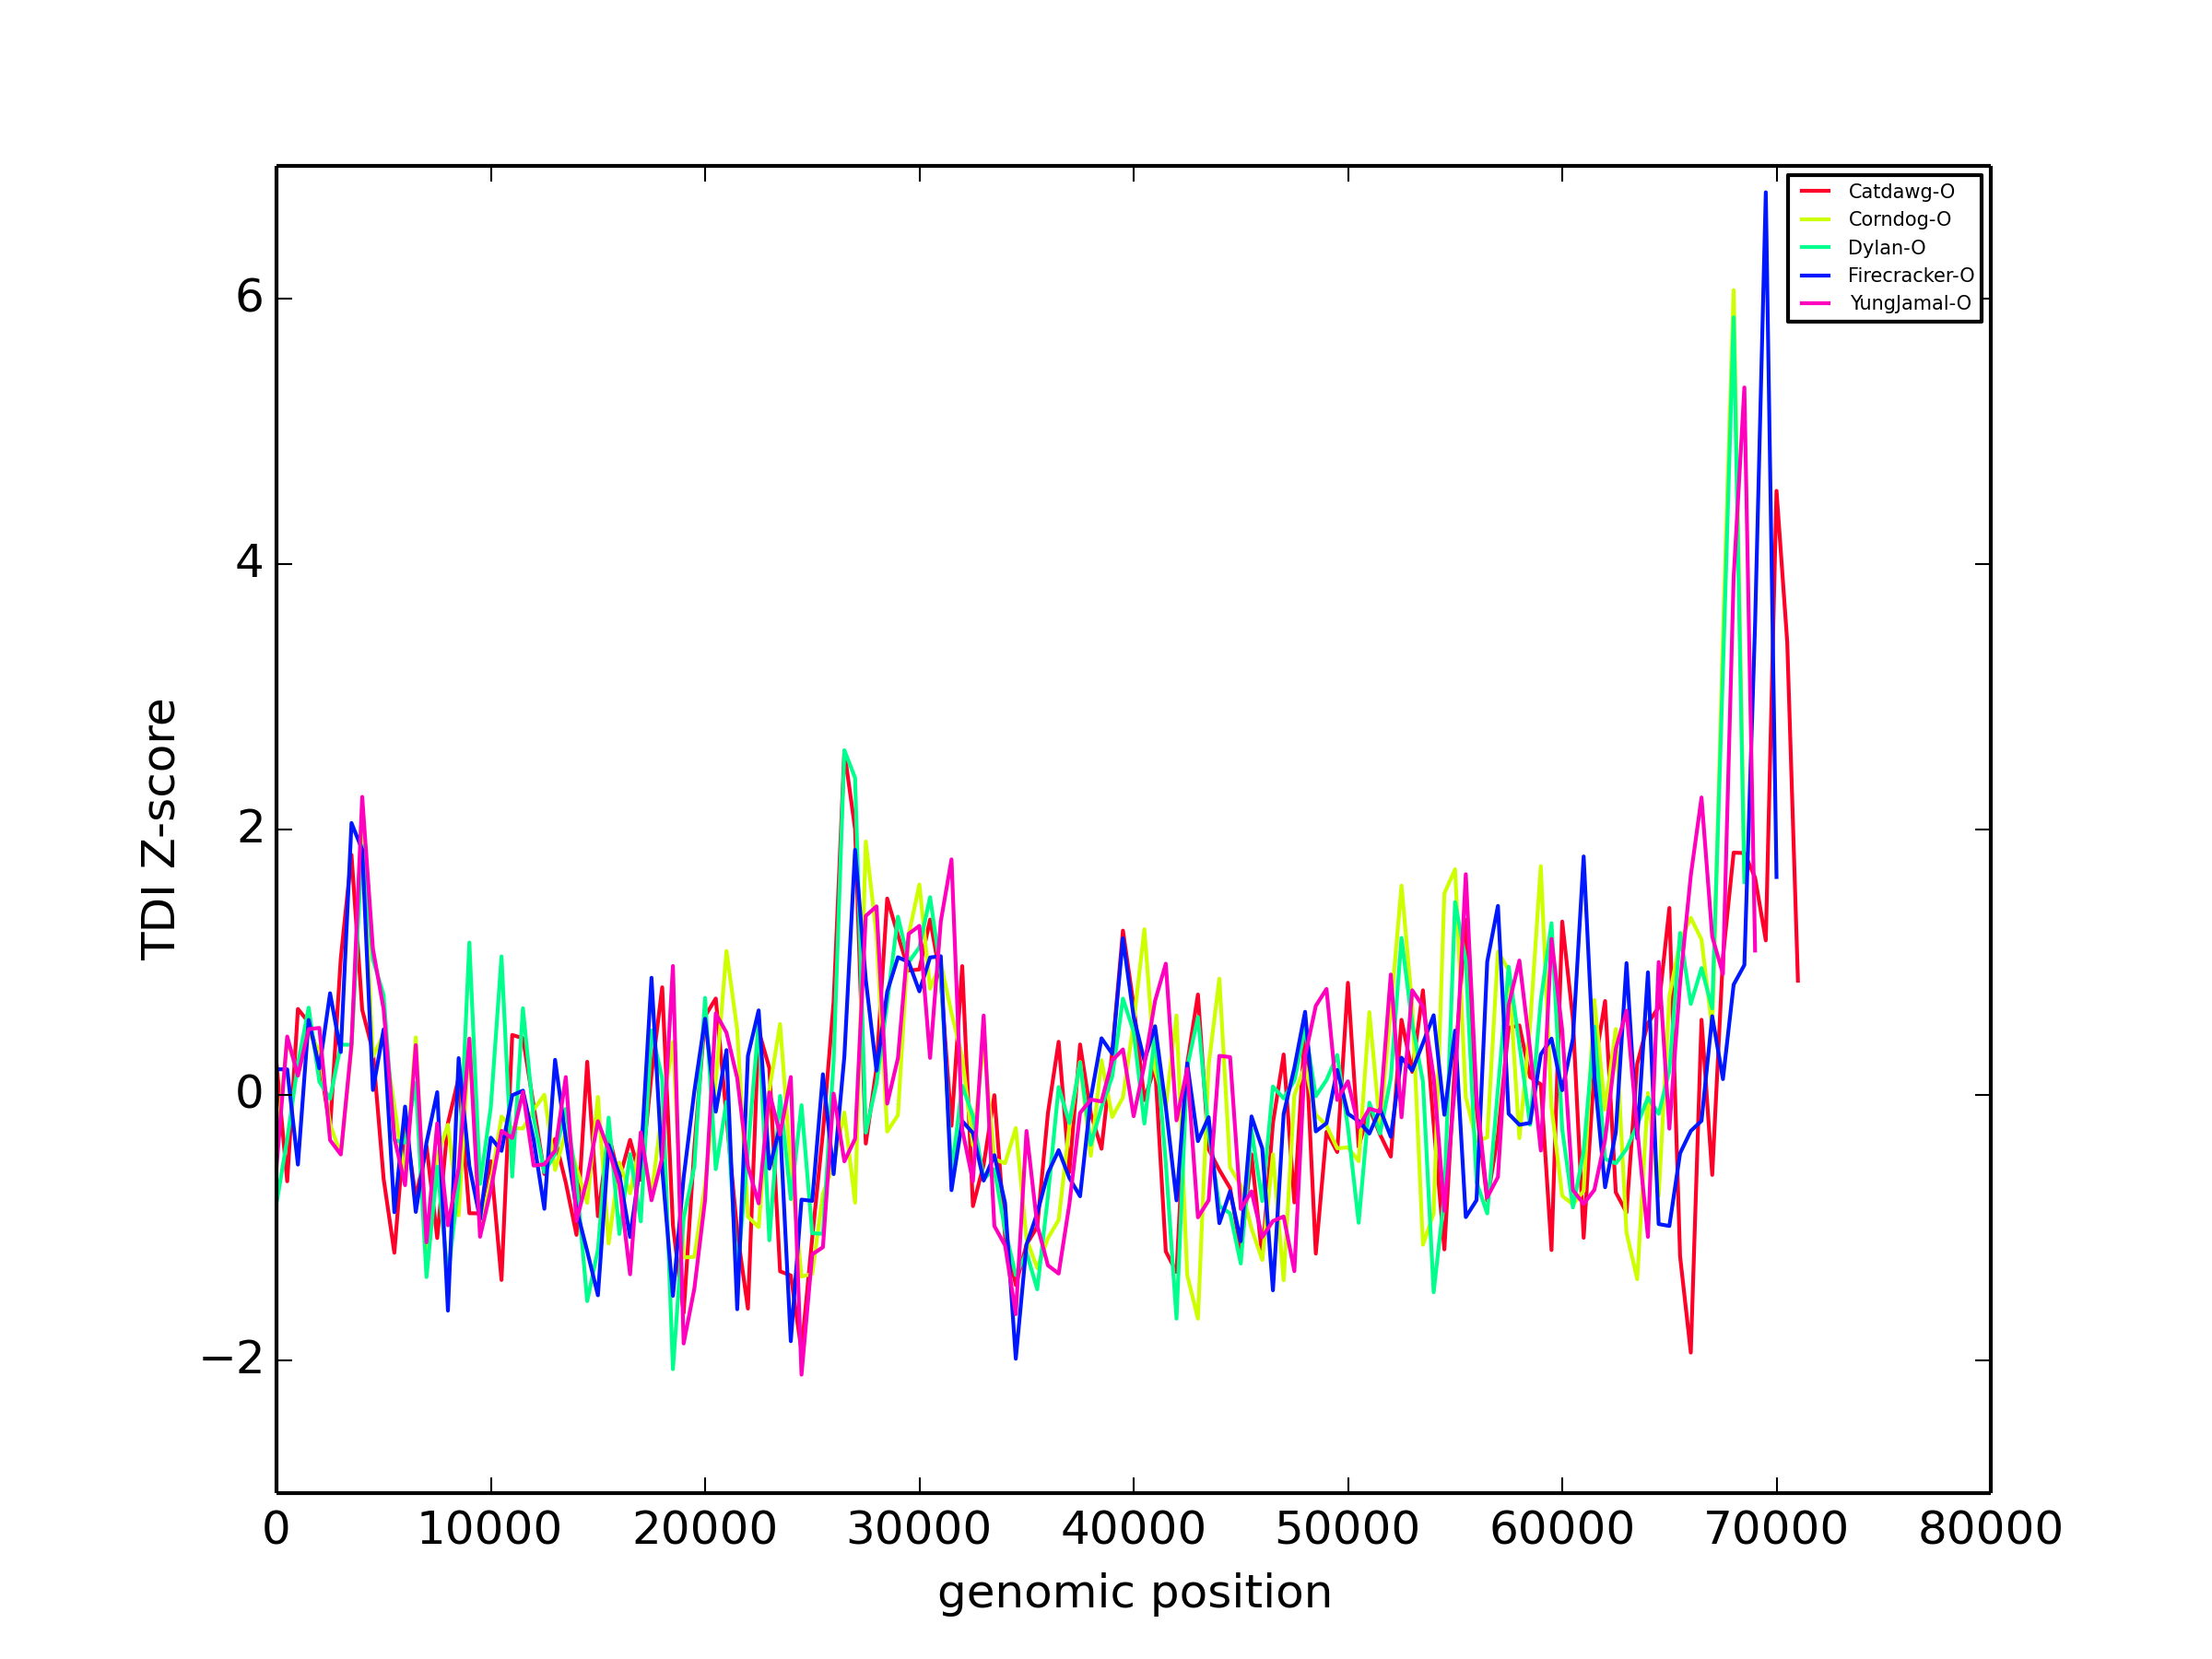 Catdawg-O
Corndog-O
Dylan-O
Firecracker-O
YungJamal-O
6
4
2
0
−2
TDI Z-score
0 10000 20000 30000 40000 50000 60000 70000 80000
genomic position